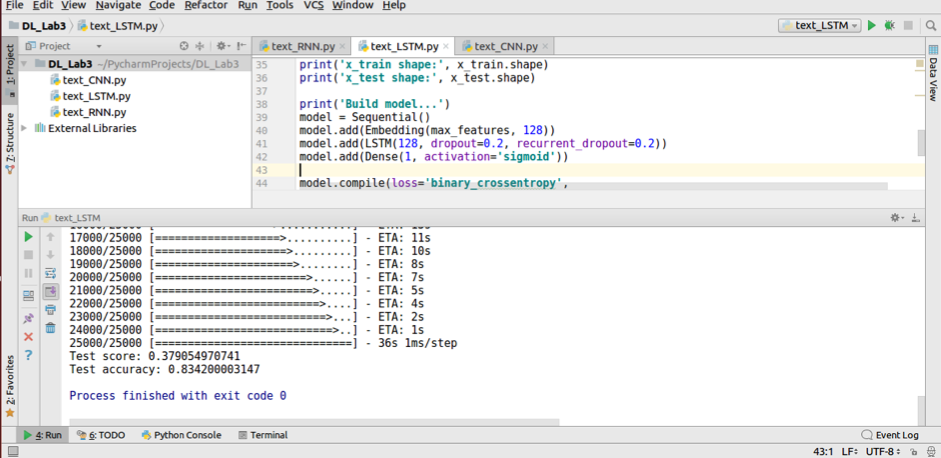 File Edit View Navigate Code Refactor Run Tools VCS Window Help
DL_Lab3 text_LSTM.py text_LSTM
1: Project
7: Structure
2: Favorites
Project
DL_Lab3 ~/PycharmProjects/DL_Lab3
text_CNN.py
text_LSTM.py
text_RNN.py
External Libraries
text_RNN.py text_LSTM.py text_CNN.py
35 print('x_train shape:', x_train.shape)
36 print('x_test shape:', x_test.shape)
37
38 print('Build model...')
39 model = Sequential()
40 model.add(Embedding(max_features, 128))
41 model.add(LSTM(128, dropout=0.2, recurrent_dropout=0.2))
42 model.add(Dense(1, activation='sigmoid'))
43
44 model.compile(loss='binary_crossentropy',
Data View
Run text_LSTM
17000/25000 [====================>...........] - ETA: 11s
18000/25000 [=====================>..........] - ETA: 10s
19000/25000 [=====================>........] - ETA: 8s
20000/25000 [=======================>......] - ETA: 7s
21000/25000 [========================>.....] - ETA: 5s
22000/25000 [=========================>....] - ETA: 4s
23000/25000 [==========================>...] - ETA: 2s
24000/25000 [===========================>..] - ETA: 1s
25000/25000 [==============================] - 36s 1ms/step
Test score: 0.379054970741
Test accuracy: 0.834200003147
Process finished with exit code 0
4: Run 6: TODO Python Console Terminal Event Log
43:1 LF÷ UTF-8÷